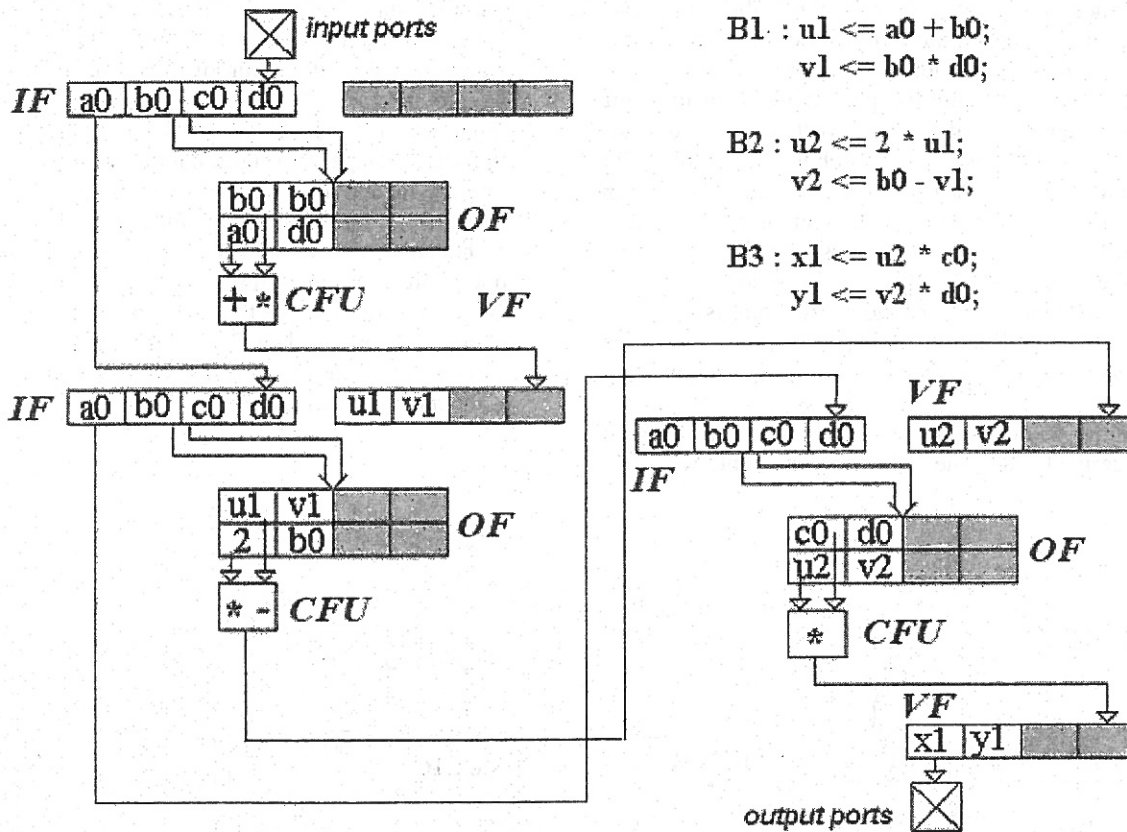 input ports
B1 : u1 <= a0 + b0;
v1 <= b0 * d0;
B2 : u2 <= 2 * u1;
v2 <= b0 - v1;
B3 : x1 <= u2 * c0;
y1 <= v2 * d0;
IF a0 b0 c0 d0
b0 b0
a0 d0
OF
+ * CFU VF
IF a0 b0 c0 d0 u1 v1
u1 v1
2 b0
OF
* - CFU
VF
a0 b0 c0 d0 u2 v2
IF
c0 d0
u2 v2
OF
* CFU
VF
x1 y1
output ports